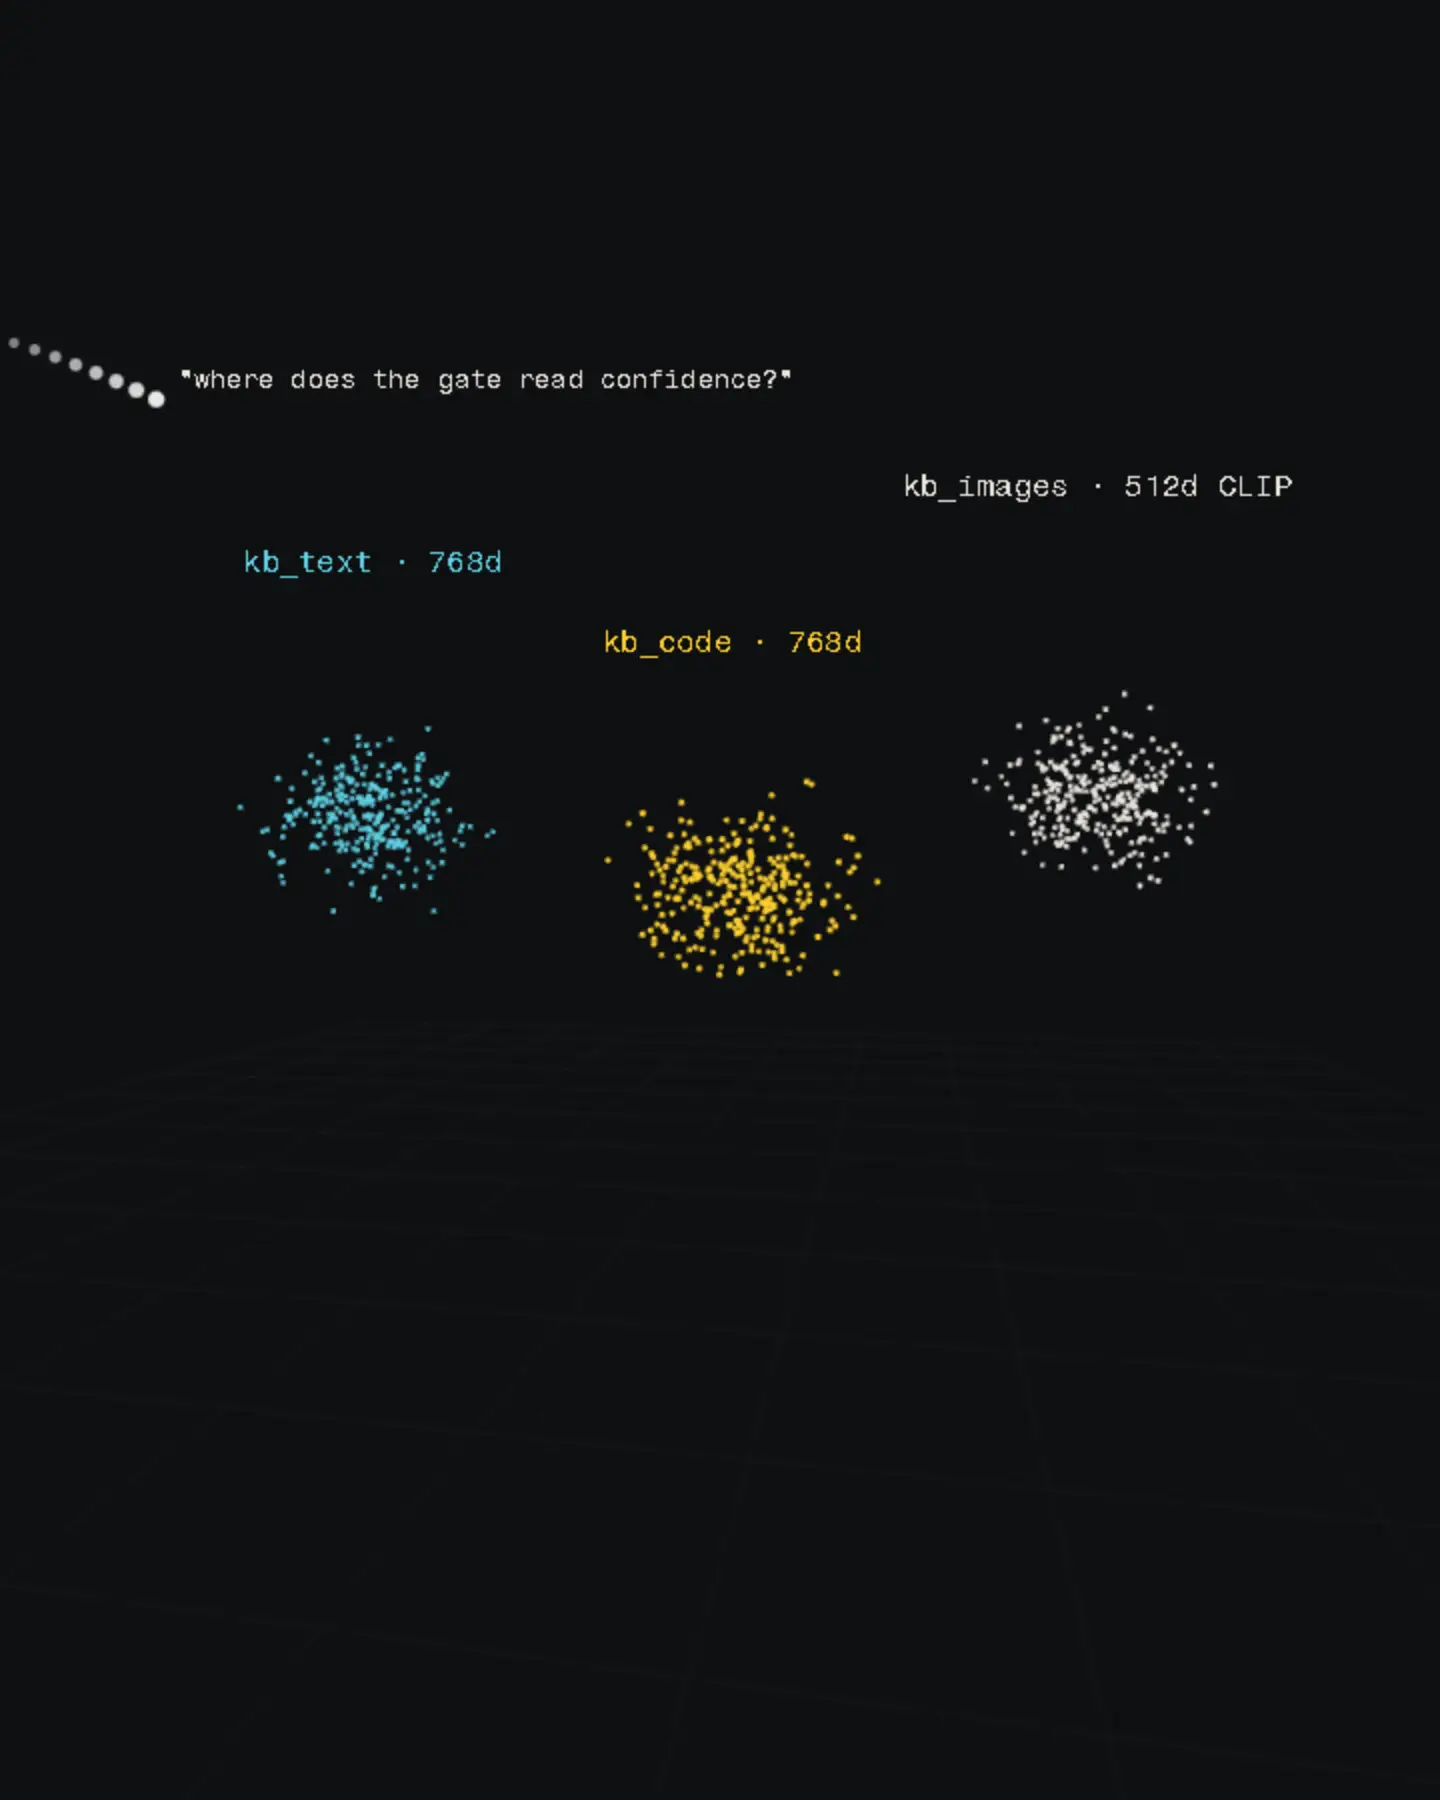 "where does the gate read confidence?"
kb_images · 512d CLIP
kb_text · 768d
kb_code · 768d